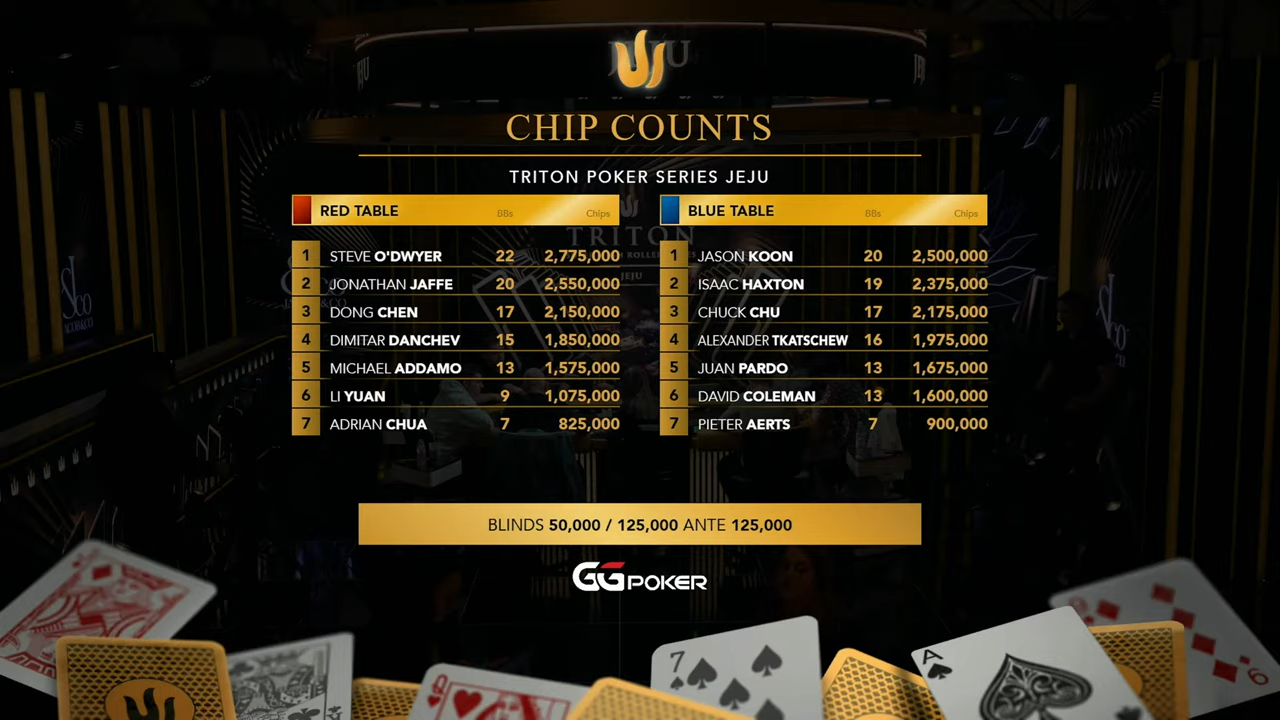 JEJU
CHIP COUNTS
TRITON POKER SERIES JEJU
RED TABLE BBs Chips
1 STEVE O'DWYER 22 2,775,000
2 JONATHAN JAFFE 20 2,550,000
3 DONG CHEN 17 2,150,000
4 DIMITAR DANCHEV 15 1,850,000
5 MICHAEL ADDAMO 13 1,575,000
6 LI YUAN 9 1,075,000
7 ADRIAN CHUA 7 825,000
BLUE TABLE BBs Chips
1 JASON KOON 20 2,500,000
2 ISAAC HAXTON 19 2,375,000
3 CHUCK CHU 17 2,175,000
4 ALEXANDER TKATSCHEW 16 1,975,000
5 JUAN PARDO 13 1,675,000
6 DAVID COLEMAN 13 1,600,000
7 PIETER AERTS 7 900,000
TRITON
JEJU
BLINDS 50,000 / 125,000 ANTE 125,000
GGPOKER
7
A
Q
9